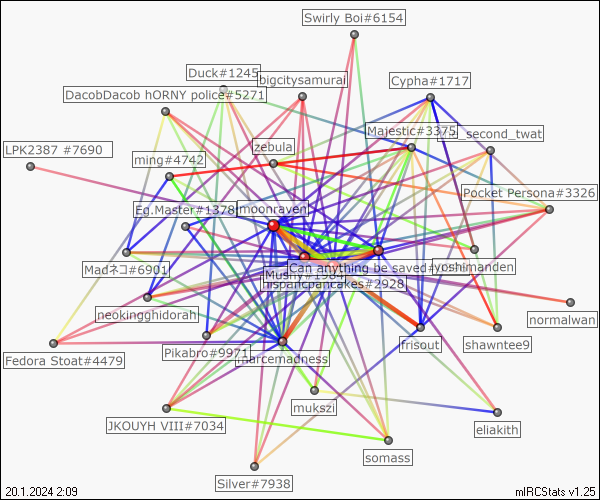 Swirly Boi#6154
Duck#1245
bigcitysamurai
Cypha#1717
DacobDacob hORNY police#5271
Majestic#3375
_second_twat
LPK2387 #7690
zebula
ming#4742
Pocket Persona#3326
Eg.Master#1378
moonraven
Madネコ#6901
Can anything be saved
yoshimanden
Mushy#1984
hispanicpancakes#2928
neokingghidorah
normalwan
Fedora Stoat#4479
Pikabro#9971
marcemadness
frisout
shawntee9
mukszi
JKOUYH VIII#7034
eliakith
somass
Silver#7938
20.1.2024 2:09
mIRCStats v1.25